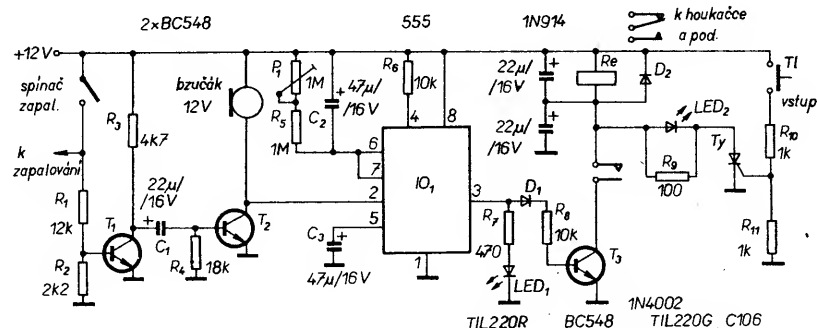 2×BC548 555 1N914 k houkačce
a pod.
+12V
spínač
zapal.
R3
4k7
bzučák
12V
P1
1M
R5
1M
47µ/
/16V
C2
R6
10k
4
8
22µ/
/16V
22µ/
/16V
Re
D2
Tl
vstup
k
zapalování
22µ/
/16V
6
7
2
5
IO1
3
1
D1
LED2
R9
100
Ty
R10
1k
R1
12k
R2
2k2
T1
C1
R4
18k
T2
C3
47µ/16V
R7
470
LED1
R8
10k
T3
R11
1k
1N4002
TIL220R BC548 TIL220G C106